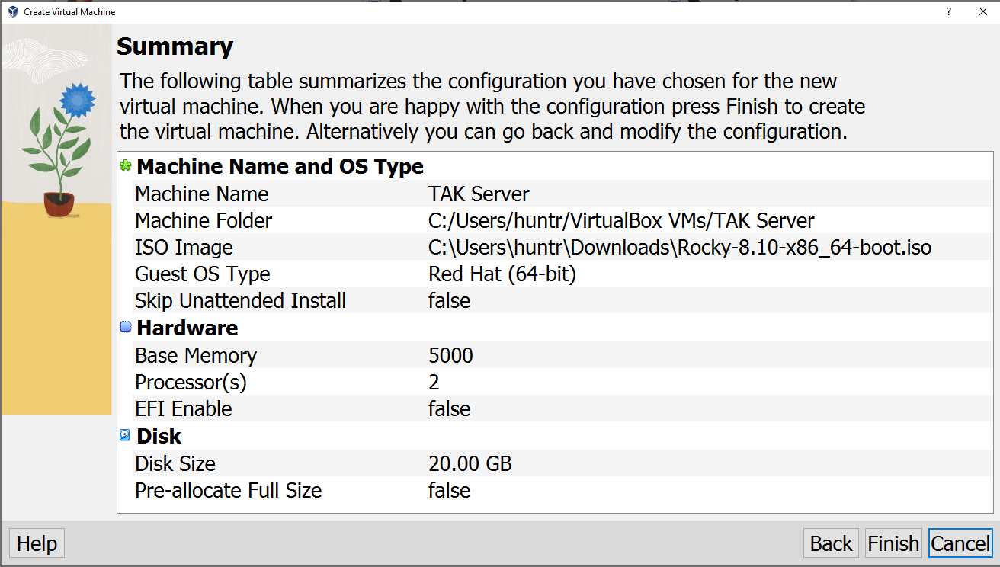 Create Virtual Machine
?
Summary
The following table summarizes the configuration you have chosen for the new
virtual machine. When you are happy with the configuration press Finish to create
the virtual machine. Alternatively you can go back and modify the configuration.
Machine Name and OS Type
Machine Name TAK Server
Machine Folder C:/Users/huntr/VirtualBox VMs/TAK Server
ISO Image C:\Users\huntr\Downloads\Rocky-8.10-x86_64-boot.iso
Guest OS Type Red Hat (64-bit)
Skip Unattended Install false
Hardware
Base Memory 5000
Processor(s) 2
EFI Enable false
Disk
Disk Size 20.00 GB
Pre-allocate Full Size false
Help Back Finish Cancel